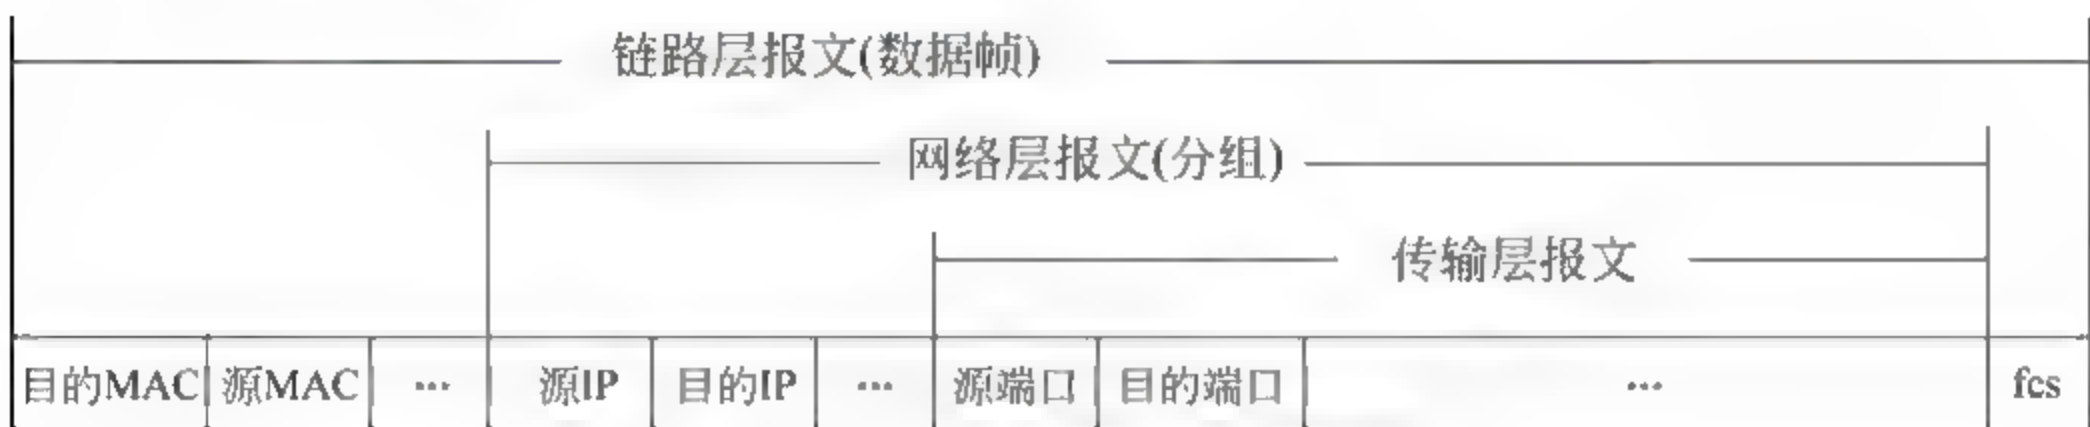 链路层报文(数据帧)
网络层报文(分组)
传输层报文
目的MAC 源MAC … 源IP 目的IP … 源端口 目的端口 … fcs